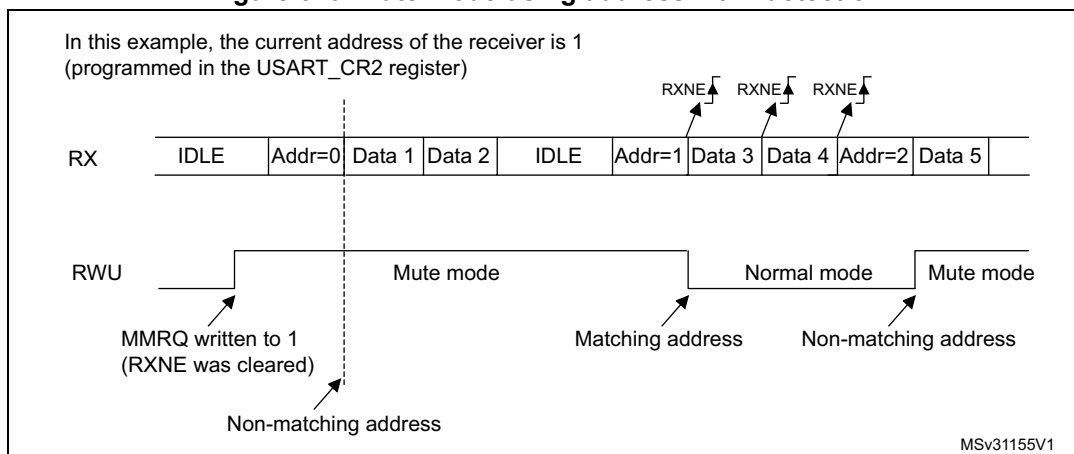 In this example, the current address of the receiver is 1
(programmed in the USART_CR2 register)
RXNE RXNE RXNE
RX IDLE Addr=0 Data 1 Data 2 IDLE Addr=1 Data 3 Data 4 Addr=2 Data 5
RWU Mute mode Normal mode Mute mode
MMRQ written to 1 Matching address Non-matching address
(RXNE was cleared)
Non-matching address
MSv31155V1